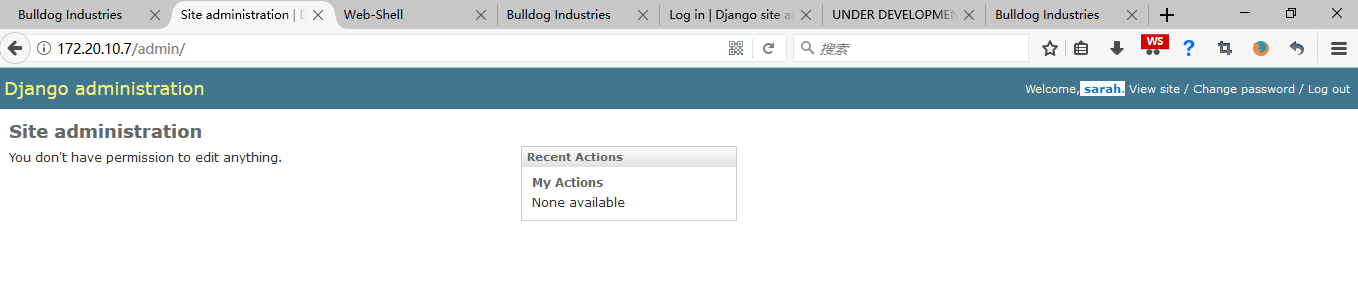 Bulldog Industries
Site administration | D
Web-Shell
Bulldog Industries
Log in | Django site a
UNDER DEVELOPMEN
Bulldog Industries
172.20.10.7/admin/
搜索
WS
Django administration
Welcome, sarah. View site / Change password / Log out
Site administration
You don't have permission to edit anything.
Recent Actions
My Actions
None available